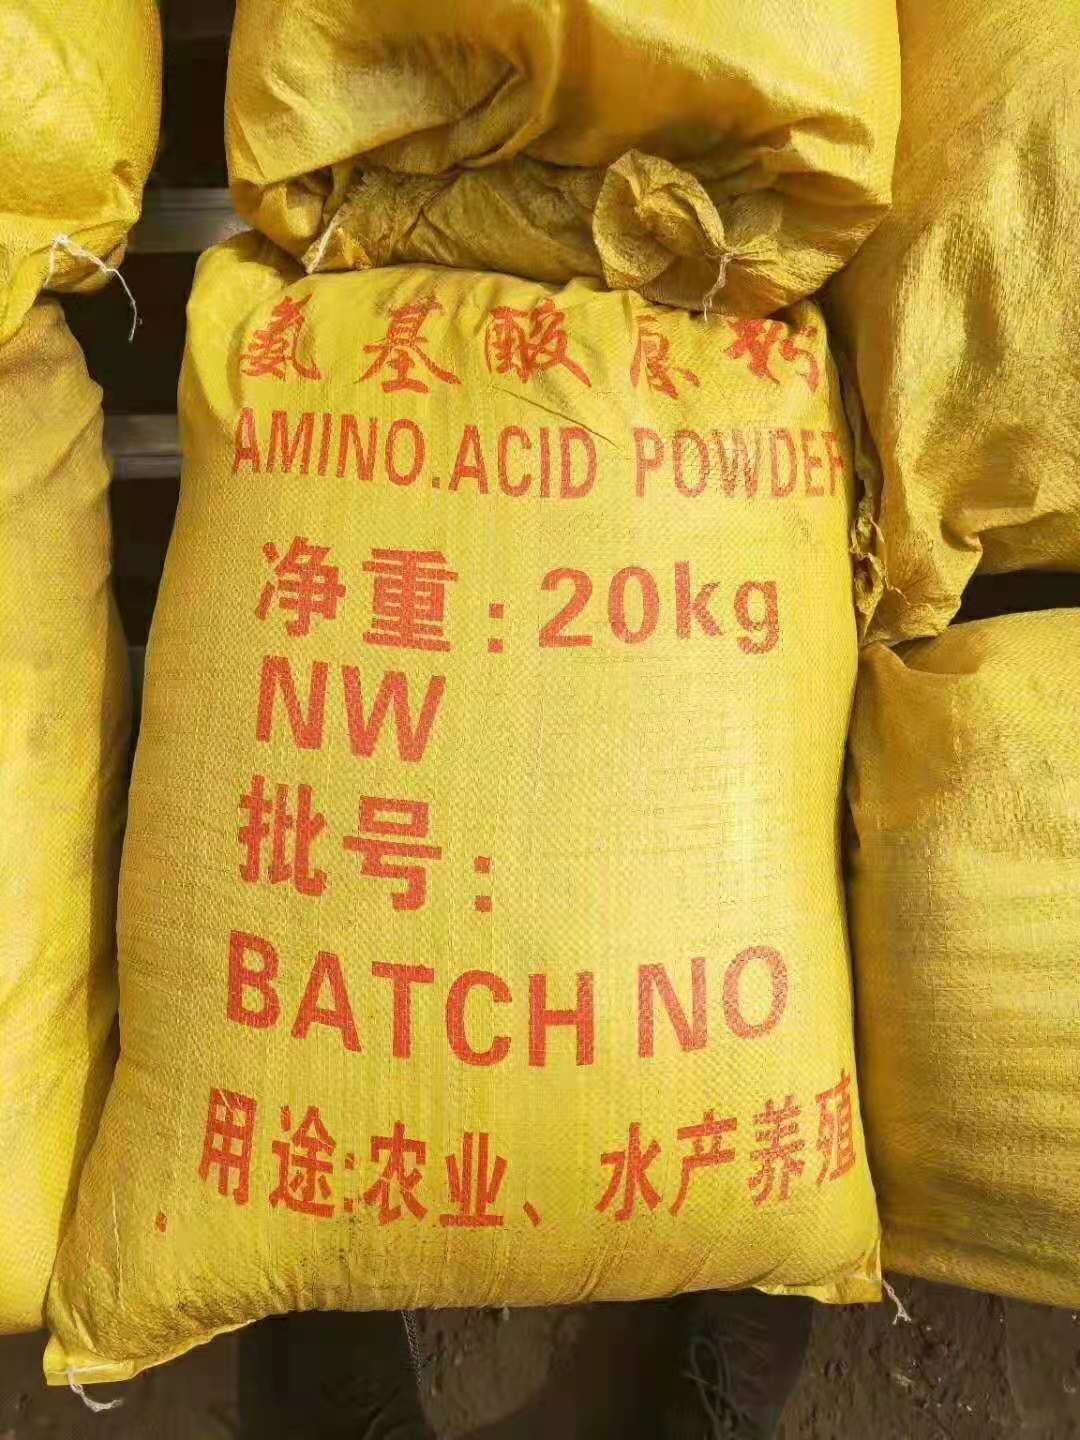 氨基酸原粉
AMINO.ACID POWDER
净重:20kg
NW
批号:
BATCH NO
用途:农业、水产养殖